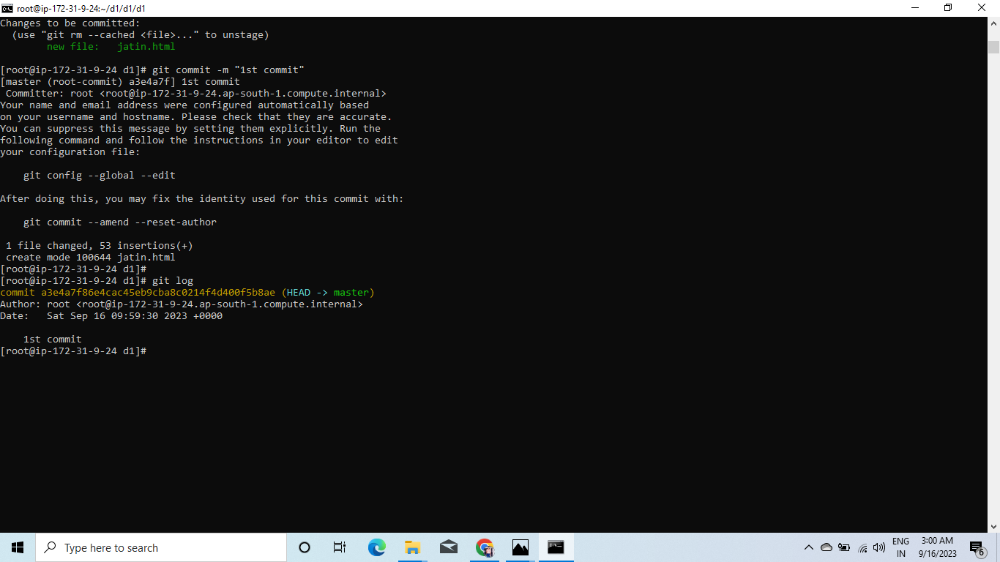 root@ip-172-31-9-24:~/d1/d1/d1
Changes to be committed:
  (use "git rm --cached <file>..." to unstage)
        new file:   jatin.html

[root@ip-172-31-9-24 d1]# git commit -m "1st commit"
[master (root-commit) a3e4a7f] 1st commit
 Committer: root <root@ip-172-31-9-24.ap-south-1.compute.internal>
Your name and email address were configured automatically based
on your username and hostname. Please check that they are accurate.
You can suppress this message by setting them explicitly. Run the
following command and follow the instructions in your editor to edit
your configuration file:

    git config --global --edit

After doing this, you may fix the identity used for this commit with:

    git commit --amend --reset-author

 1 file changed, 53 insertions(+)
 create mode 100644 jatin.html
[root@ip-172-31-9-24 d1]#
[root@ip-172-31-9-24 d1]# git log
commit a3e4a7f86e4cac45eb9cba8c0214f4d400f5b8ae (HEAD -> master)
Author: root <root@ip-172-31-9-24.ap-south-1.compute.internal>
Date:   Sat Sep 16 09:59:30 2023 +0000

    1st commit
[root@ip-172-31-9-24 d1]#
Type here to search
ENG
IN
3:00 AM
9/16/2023
6